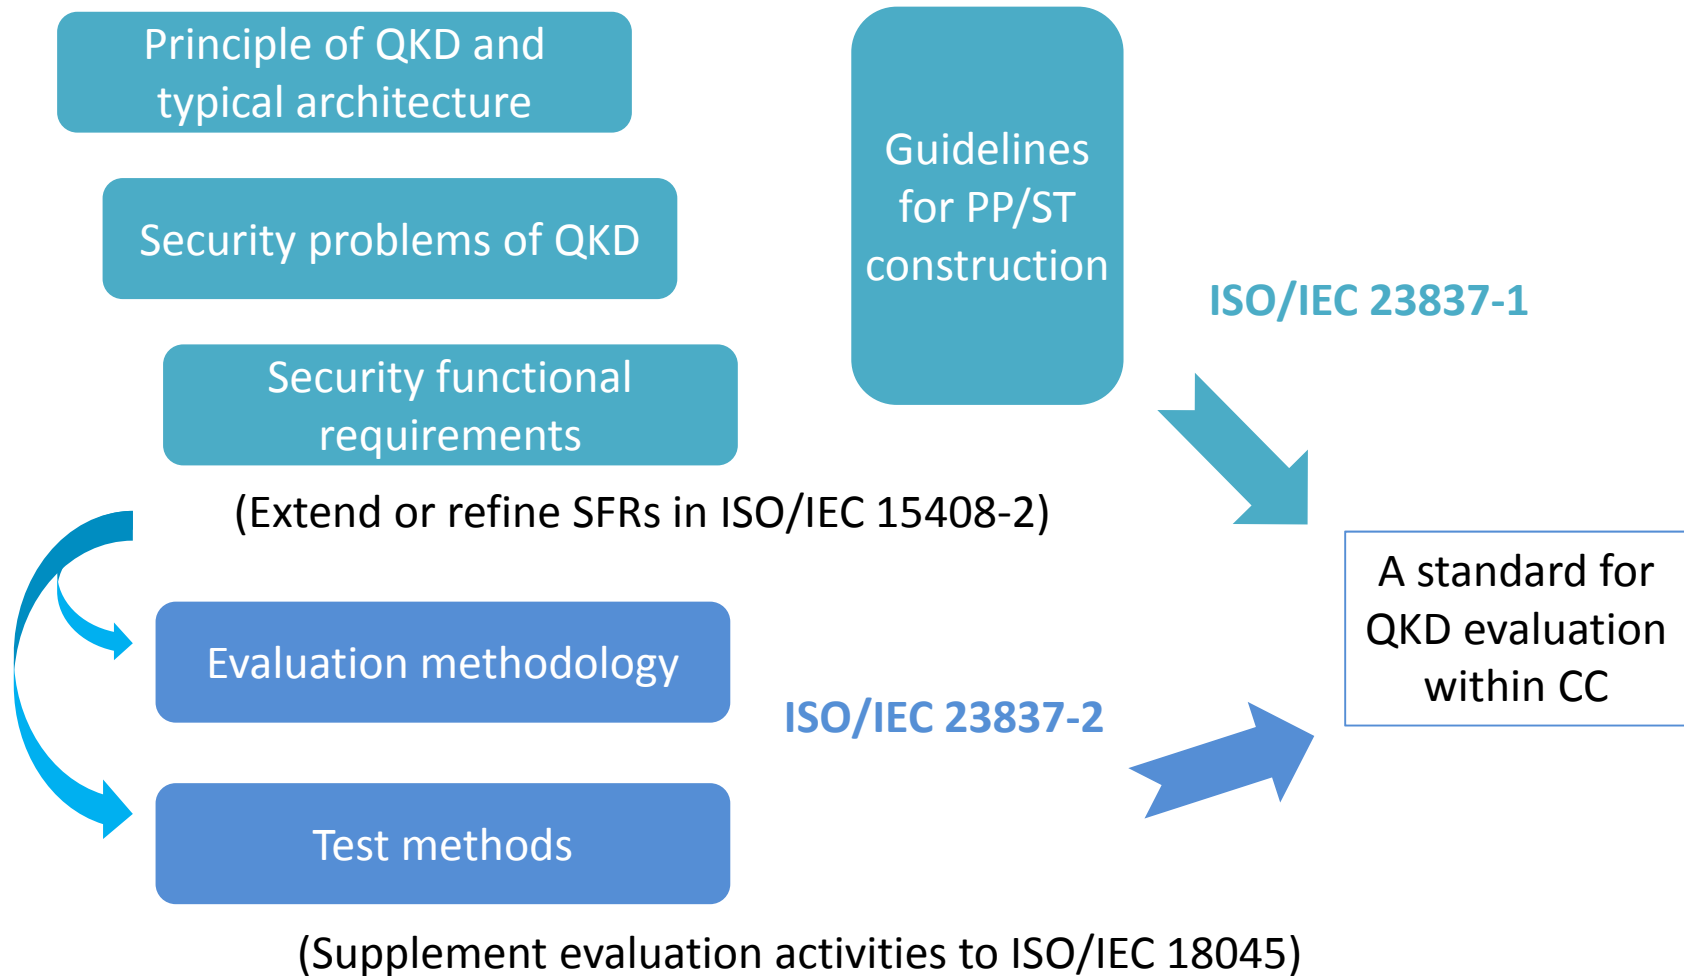 Principle of QKD and
typical architecture
Security problems of QKD
Security functional
requirements
(Extend or refine SFRs in ISO/IEC 15408-2)
Guidelines
for PP/ST
construction
ISO/IEC 23837-1
Evaluation methodology
Test methods
ISO/IEC 23837-2
(Supplement evaluation activities to ISO/IEC 18045)
A standard for
QKD evaluation
within CC